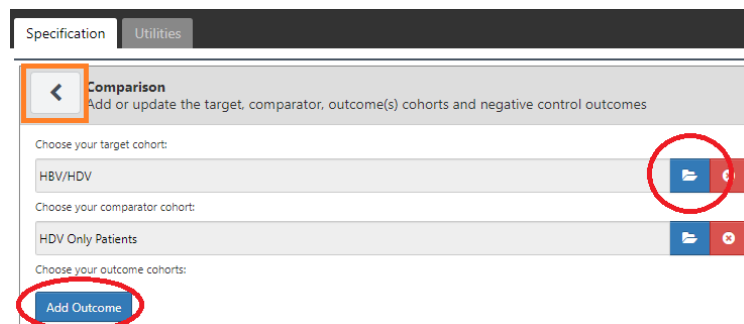 Specification Utilities
Comparison
Add or update the target, comparator, outcome(s) cohorts and negative control outcomes
Choose your target cohort:
HBV/HDV
Choose your comparator cohort:
HDV Only Patients
Choose your outcome cohorts:
Add Outcome